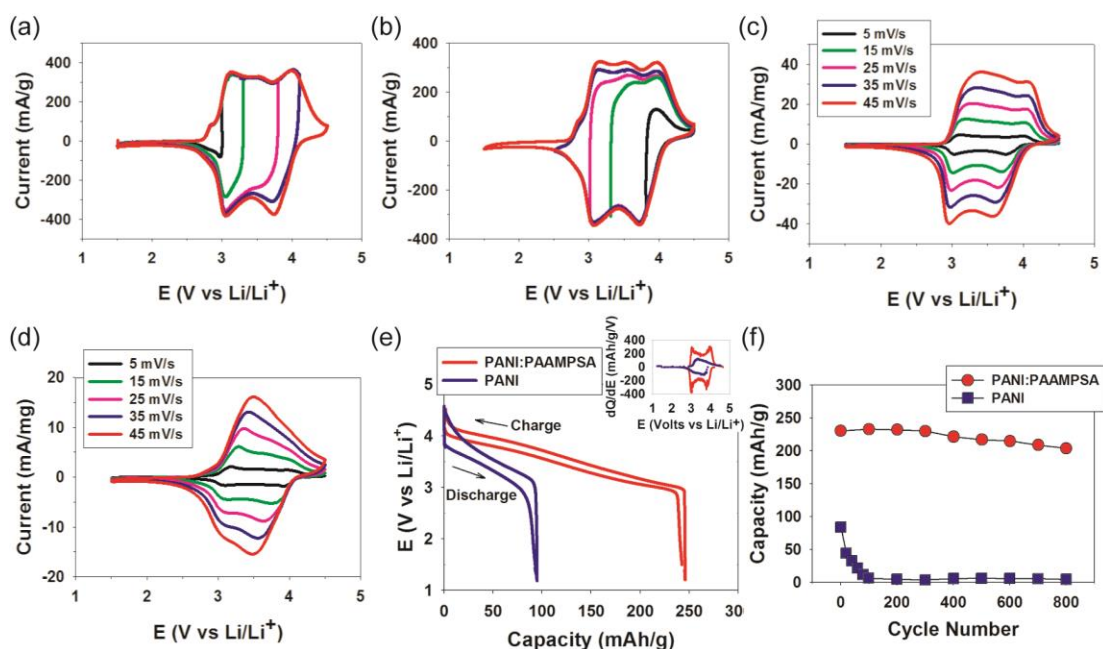 (a)
400
200
0
-200
-400
Current (mA/g)
1 2 3 4 5
E (V vs Li/Li+)
(b)
400
200
0
-200
-400
Current (mA/g)
1 2 3 4 5
E (V vs Li/Li+)
(c)
5 mV/s
15 mV/s
25 mV/s
35 mV/s
45 mV/s
40
20
0
-20
-40
Current (mA/mg)
1 2 3 4 5
E (V vs Li/Li+)
(d)
5 mV/s
15 mV/s
25 mV/s
35 mV/s
45 mV/s
20
10
0
-10
-20
Current (mA/mg)
1 2 3 4 5
E (V vs Li/Li+)
(e)
PANI:PAAMPSA
PANI
5
4
3
2
1
E (V vs Li/Li+)
Charge
Discharge
0 50 100 150 200 250 300
Capacity (mAh/g)
400
200
0
-200
-400
dQ/dE (mAh/g/V)
1 2 3 4 5
E (Volts vs Li/Li+)
(f)
PANI:PAAMPSA
PANI
300
250
200
150
100
50
0
Capacity (mAh/g)
0 200 400 600 800
Cycle Number